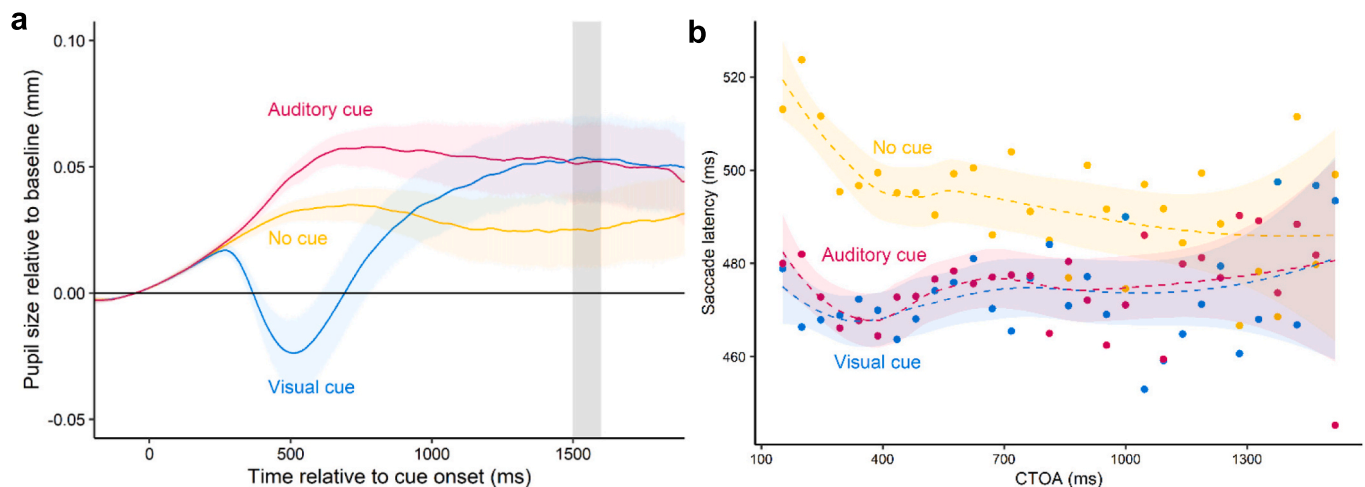 a
Pupil size relative to baseline (mm)
0.10
0.05
0.00
-0.05
Auditory cue
No cue
Visual cue
0
500
1000
1500
Time relative to cue onset (ms)
b
Saccade latency (ms)
520
500
480
460
No cue
Auditory cue
Visual cue
100
400
700
1000
1300
CTOA (ms)